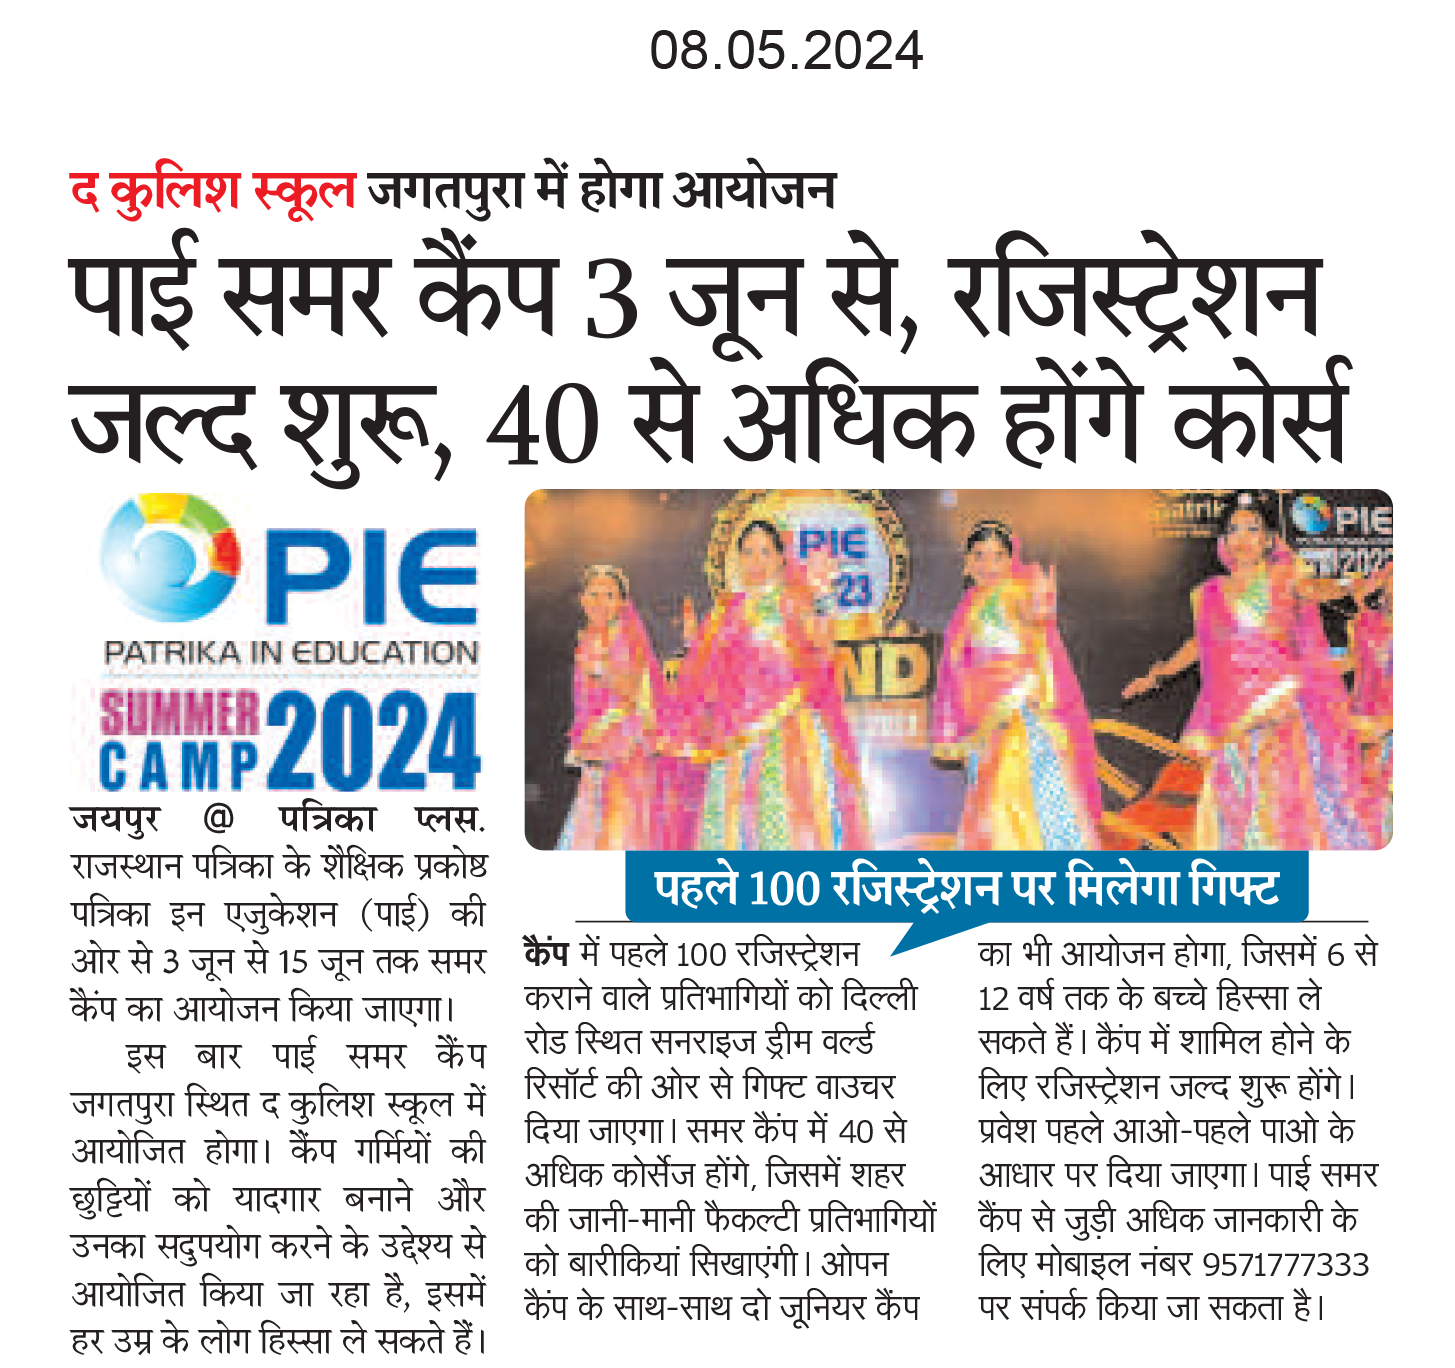 08.05.2024
द कुलिश स्कूल जगतपुरा में होगा आयोजन
पाई समर कैंप 3 जून से, रजिस्ट्रेशन
जल्द शुरू, 40 से अधिक होंगे कोर्स
PIE
PATRIKA IN EDUCATION
SUMMER
CAMP 2024
जयपुर @ पत्रिका प्लस.
राजस्थान पत्रिका के शैक्षिक प्रकोष्ठ
पत्रिका इन एजुकेशन (पाई) की
ओर से 3 जून से 15 जून तक समर
कैंप का आयोजन किया जाएगा।
इस बार पाई समर कैंप
जगतपुरा स्थित द कुलिश स्कूल में
आयोजित होगा। कैंप गर्मियों की
छुट्टियों को यादगार बनाने और
उनका सदुपयोग करने के उद्देश्य से
आयोजित किया जा रहा है, इसमें
हर उम्र के लोग हिस्सा ले सकते हैं।
PIE
23
ND
atrik
PIE
पहले 100 रजिस्ट्रेशन पर मिलेगा गिफ्ट
कैंप में पहले 100 रजिस्ट्रेशन
कराने वाले प्रतिभागियों को दिल्ली
रोड स्थित सनराइज ड्रीम वर्ल्ड
रिसॉर्ट की ओर से गिफ्ट वाउचर
दिया जाएगा। समर कैंप में 40 से
अधिक कोर्सेज होंगे, जिसमें शहर
की जानी-मानी फैकल्टी प्रतिभागियों
को बारीकियां सिखाएंगी। ओपन
कैंप के साथ-साथ दो जूनियर कैंप
का भी आयोजन होगा, जिसमें 6 से
12 वर्ष तक के बच्चे हिस्सा ले
सकते हैं। कैंप में शामिल होने के
लिए रजिस्ट्रेशन जल्द शुरू होंगे।
प्रवेश पहले आओ-पहले पाओ के
आधार पर दिया जाएगा। पाई समर
कैंप से जुड़ी अधिक जानकारी के
लिए मोबाइल नंबर 9571777333
पर संपर्क किया जा सकता है।